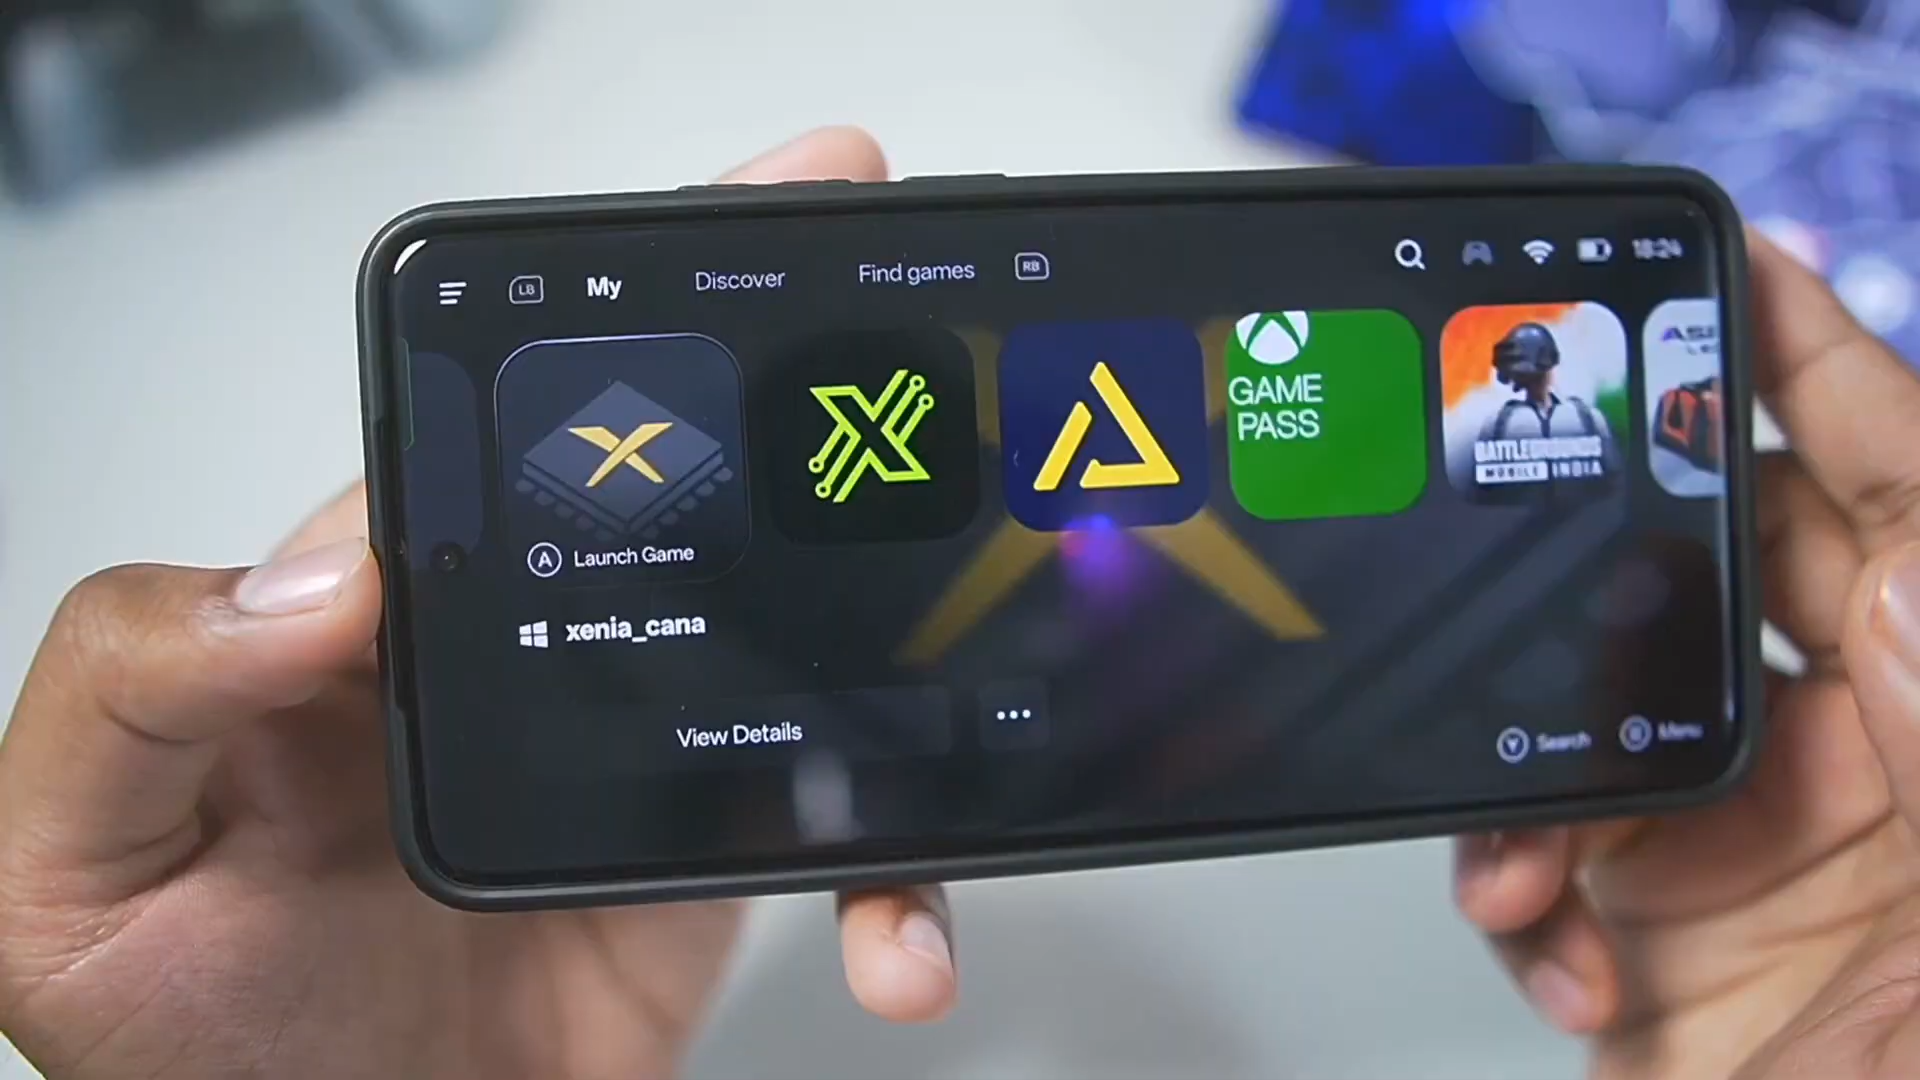 LB
My
Discover
Find games
RB
18:24
GAME
PASS
BATTLEGROUNDS
MOBILE INDIA
A
Launch Game
xenia_cana
View Details
Y
Search
Menu